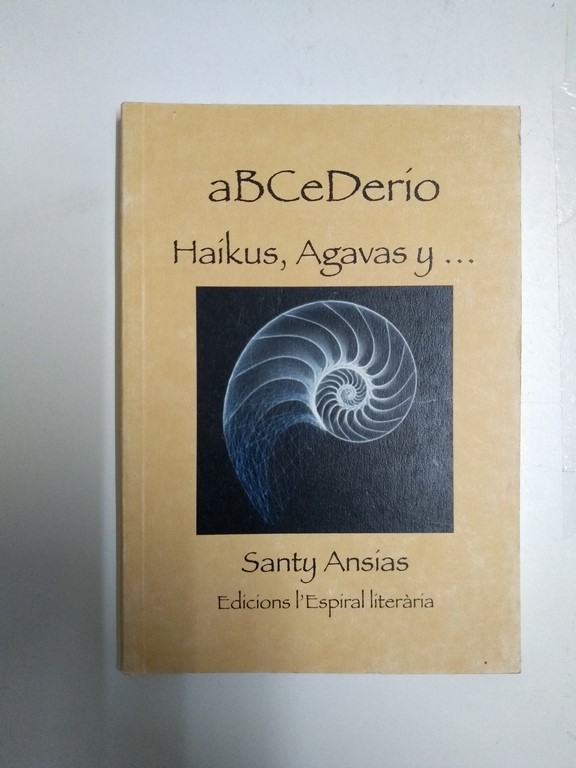 aBCeDerio
Haikus, Agavas y ...
Santy Ansias
Edicions l'Espiral literària